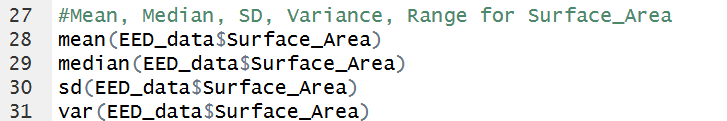 27 #Mean, Median, SD, Variance, Range for Surface_Area
28 mean(EED_data$Surface_Area)
29 median(EED_data$Surface_Area)
30 sd(EED_data$Surface_Area)
31 var(EED_data$Surface_Area)